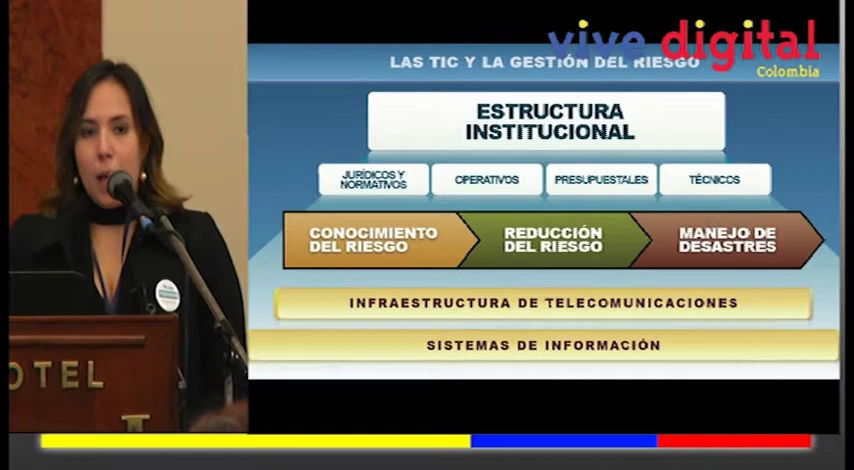 vive digital
Colombia
LAS TIC Y LA GESTIÓN DEL RIESGO
ESTRUCTURA
INSTITUCIONAL
JURÍDICOS Y
NORMATIVOS
OPERATIVOS
PRESUPUESTALES
TÉCNICOS
CONOCIMIENTO
DEL RIESGO
REDUCCIÓN
DEL RIESGO
MANEJO DE
DESASTRES
INFRAESTRUCTURA DE TELECOMUNICACIONES
SISTEMAS DE INFORMACIÓN
OTEL